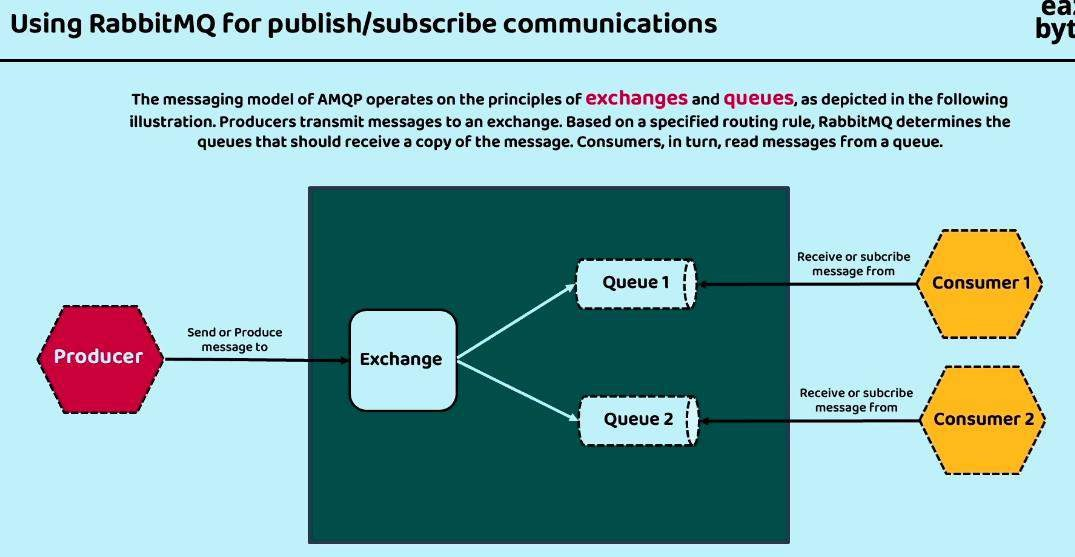 Using RabbitMQ for publish/subscribe communications
The messaging model of AMQP operates on the principles of exchanges and queues, as depicted in the following
illustration. Producers transmit messages to an exchange. Based on a specified routing rule, RabbitMQ determines the
queues that should receive a copy of the message. Consumers, in turn, read messages from a queue.
Producer
Send or Produce
message to
Exchange
Queue 1
Receive or subcribe
message from
Consumer 1
Queue 2
Receive or subcribe
message from
Consumer 2